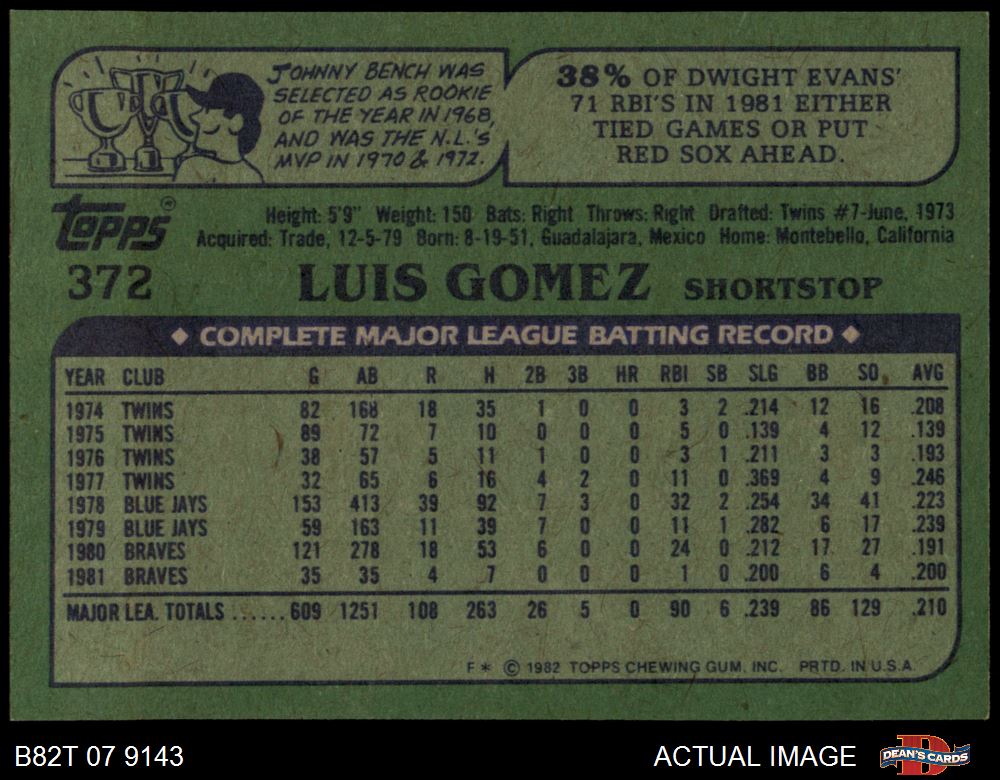 JOHNNY BENCH WAS
SELECTED AS ROOKIE
OF THE YEAR IN 1968,
AND WAS THE N.L.'S
MVP IN 1970 & 1972.
38% OF DWIGHT EVANS'
71 RBI'S IN 1981 EITHER
TIED GAMES OR PUT
RED SOX AHEAD.
TOPPS®
Height: 5'9" Weight: 150 Bats: Right Throws: Right Drafted: Twins #7-June, 1973
Acquired: Trade, 12-5-79 Born: 8-19-51, Guadalajara, Mexico Home: Montebello, California
372 LUIS GOMEZ SHORTSTOP
◆ COMPLETE MAJOR LEAGUE BATTING RECORD ◆
YEAR CLUB G AB R H 2B 3B HR RBI SB SLG BB SO AVG
1974 TWINS 82 168 18 35 1 0 0 3 2 .214 12 16 .208
1975 TWINS 89 72 7 10 0 0 0 5 0 .139 4 12 .139
1976 TWINS 38 57 5 11 1 0 0 3 1 .211 3 3 .193
1977 TWINS 32 65 6 16 4 2 0 11 0 .369 4 9 .246
1978 BLUE JAYS 153 413 39 92 7 3 0 32 2 .254 34 41 .223
1979 BLUE JAYS 59 163 11 39 7 0 0 11 1 .282 6 17 .239
1980 BRAVES 121 278 18 53 6 0 0 24 0 .212 17 27 .191
1981 BRAVES 35 35 4 7 0 0 0 1 0 .200 6 4 .200
MAJOR LEA. TOTALS ...... 609 1251 108 263 26 5 0 90 6 .239 86 129 .210
F* © 1982 TOPPS CHEWING GUM, INC. PRTD. IN U.S.A.
B82T 07 9143 ACTUAL IMAGE DEAN'S CARDS